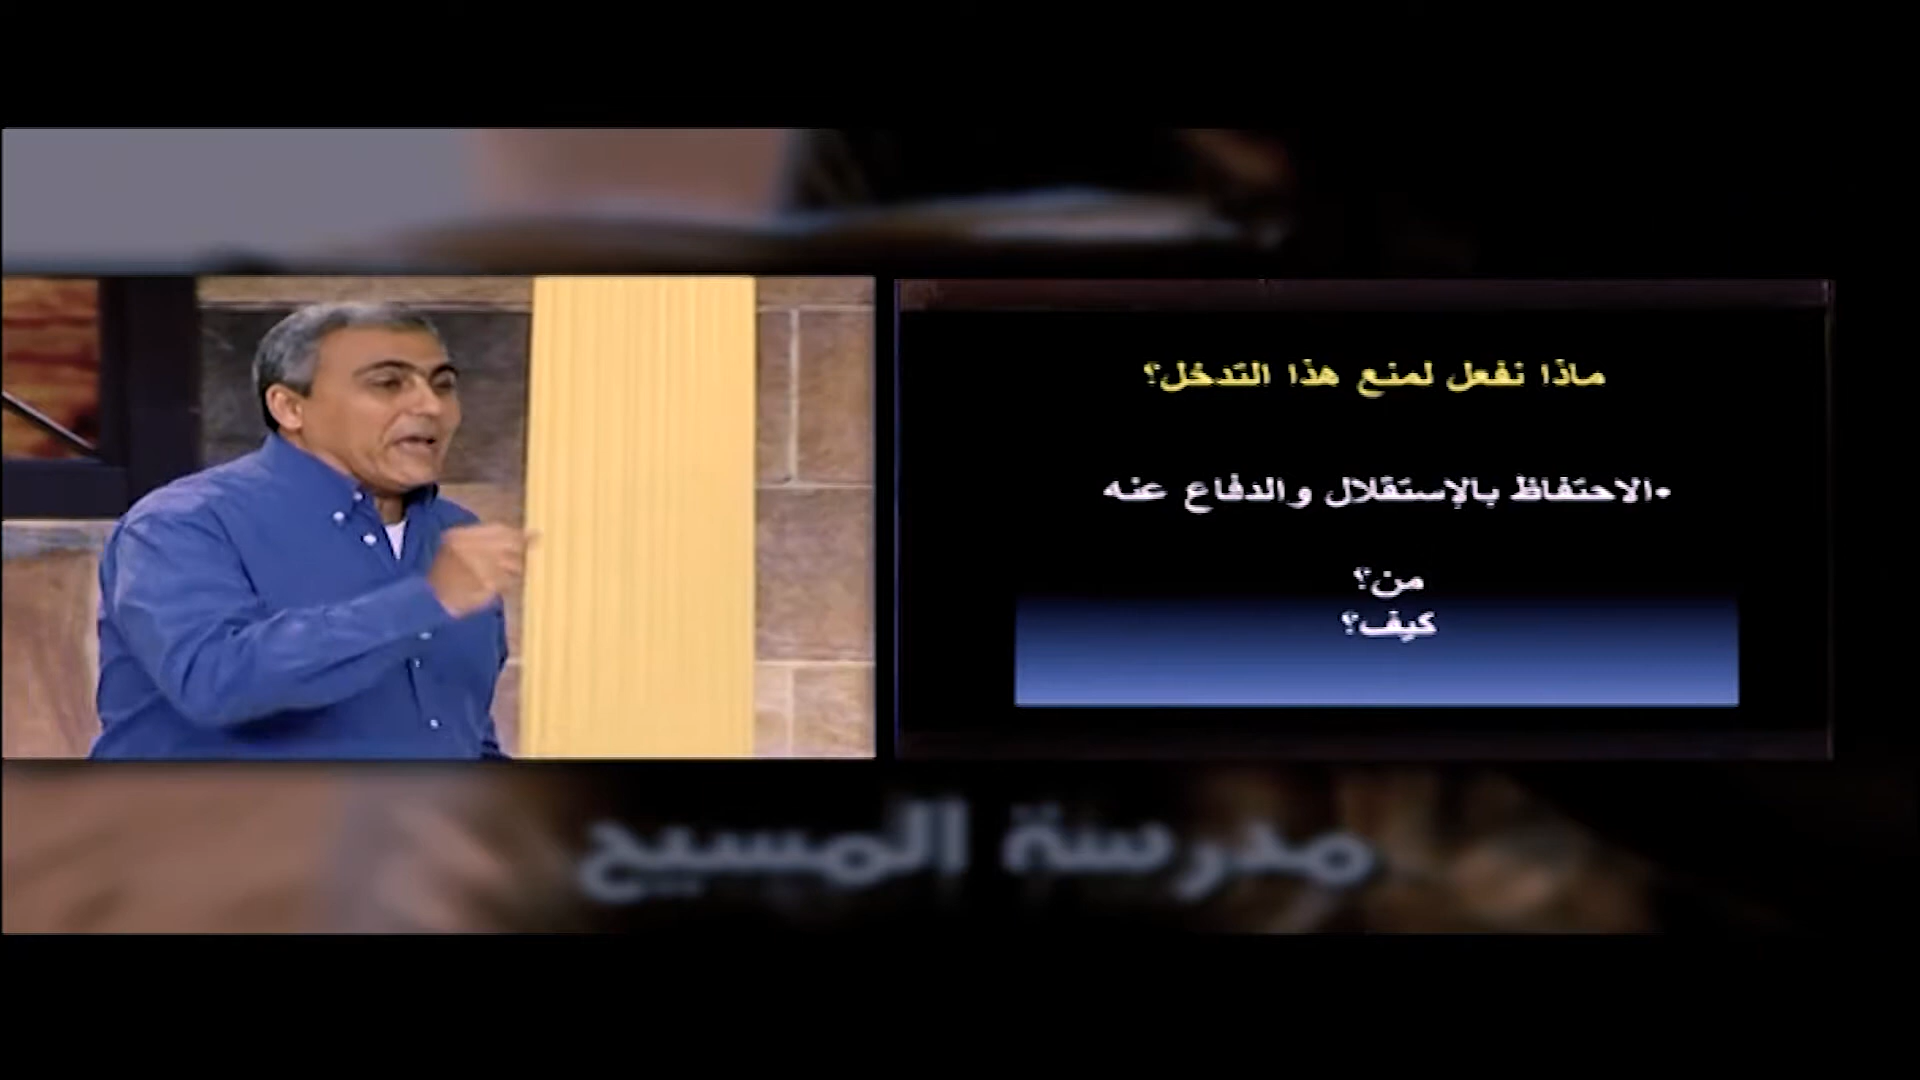 ماذا نفعل لمنع هذا التدخل؟
•الاحتفاظ بالإستقلال والدفاع عنه
من؟
كيف؟
مدرسة المسيح